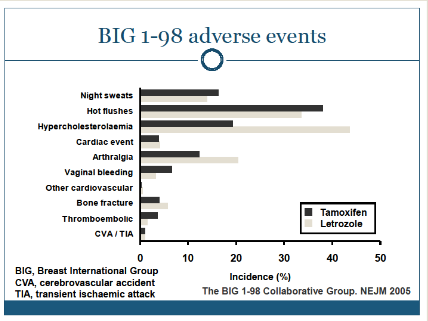 BIG 1-98 adverse events
Night sweats
Hot flushes
Hypercholesterolaemia
Cardiac event
Arthralgia
Vaginal bleeding
Other cardiovascular
Bone fracture
Thromboembolic
CVA / TIA
Tamoxifen
Letrozole
0 10 20 30 40 50
Incidence (%)
BIG, Breast International Group
CVA, cerebrovascular accident
TIA, transient ischaemic attack
The BIG 1-98 Collaborative Group. NEJM 2005